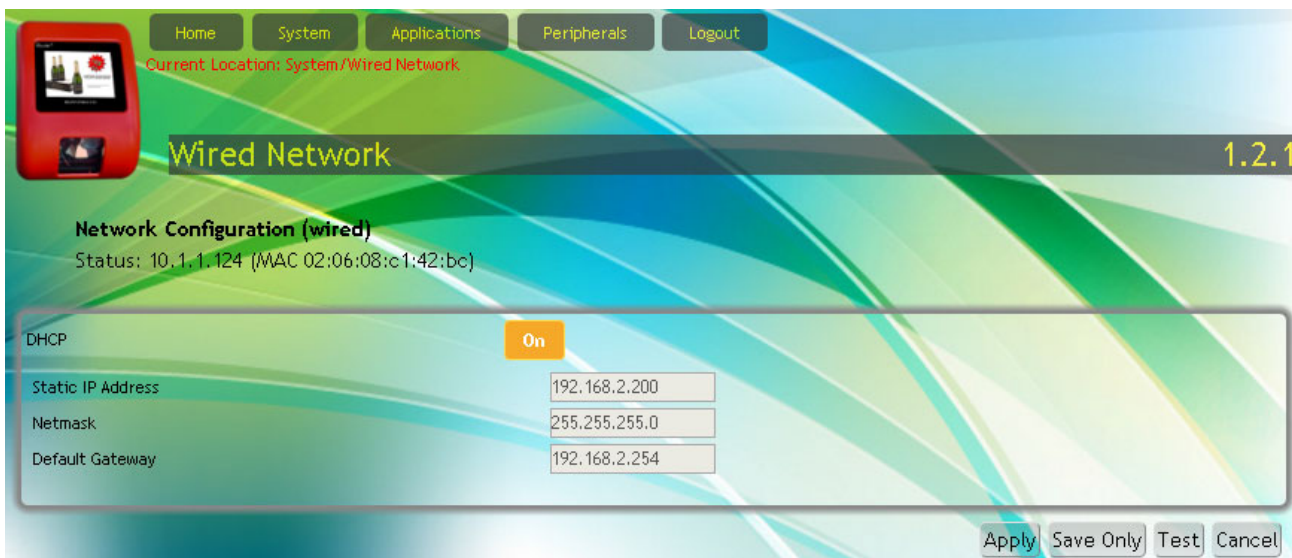 Home System Applications Peripherals Logout
Current Location: System/Wired Network
Wired Network 1.2.1
Network Configuration (wired)
Status: 10.1.1.124 (MAC 02:06:08:c1:42:bc)
DHCP On
Static IP Address 192.168.2.200
Netmask 255.255.255.0
Default Gateway 192.168.2.254
Apply Save Only Test Cancel